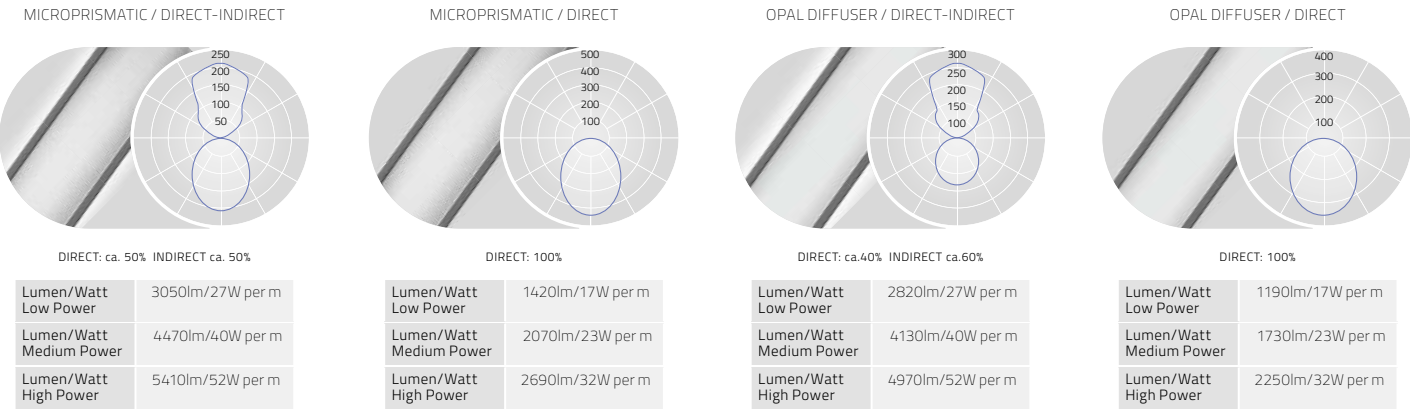 MICROPRISMATIC / DIRECT-INDIRECT
250
200
150
100
50
DIRECT: ca. 50% INDIRECT ca. 50%
Lumen/Watt
Low Power
3050lm/27W per m
Lumen/Watt
Medium Power
4470lm/40W per m
Lumen/Watt
High Power
5410lm/52W per m
MICROPRISMATIC / DIRECT
500
400
300
200
100
DIRECT: 100%
Lumen/Watt
Low Power
1420lm/17W per m
Lumen/Watt
Medium Power
2070lm/23W per m
Lumen/Watt
High Power
2690lm/32W per m
OPAL DIFFUSER / DIRECT-INDIRECT
300
250
200
150
100
DIRECT: ca.40% INDIRECT ca.60%
Lumen/Watt
Low Power
2820lm/27W per m
Lumen/Watt
Medium Power
4130lm/40W per m
Lumen/Watt
High Power
4970lm/52W per m
OPAL DIFFUSER / DIRECT
400
300
200
100
DIRECT: 100%
Lumen/Watt
Low Power
1190lm/17W per m
Lumen/Watt
Medium Power
1730lm/23W per m
Lumen/Watt
High Power
2250lm/32W per m